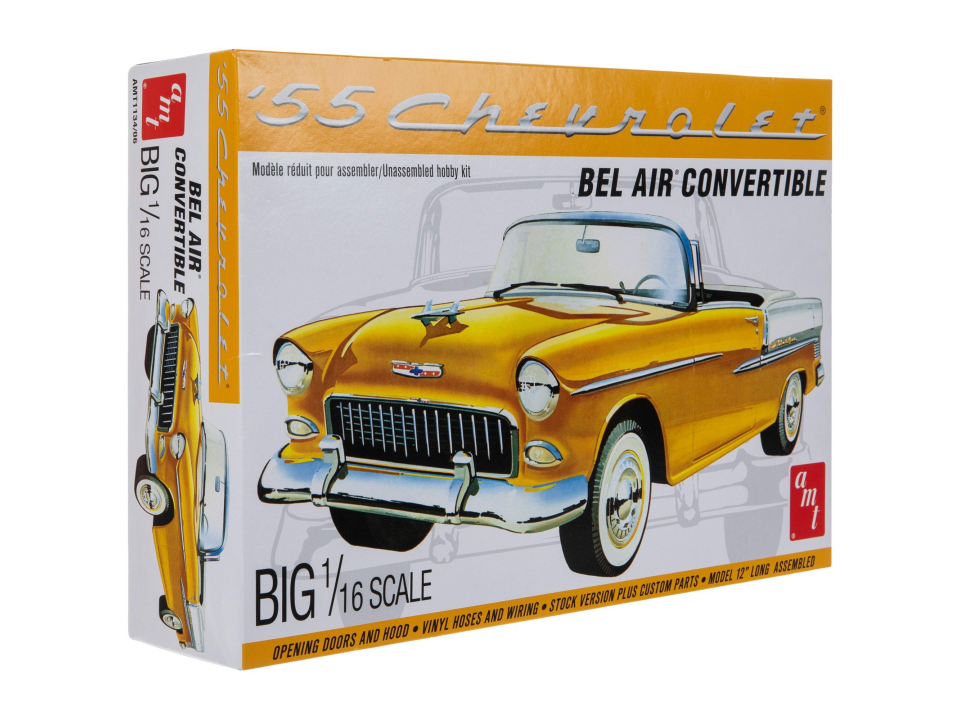 '55 Chevrolet®
Modèle réduit pour assembler/Unassembled hobby kit
BEL AIR® CONVERTIBLE
amt
BIG 1/16 SCALE
OPENING DOORS AND HOOD • VINYL HOSES AND WIRING • STOCK VERSION PLUS CUSTOM PARTS • MODEL 12" LONG ASSEMBLED
AMT1134/06
amt
'55 Chevrolet®
BEL AIR®
CONVERTIBLE
BIG 1/16 SCALE
amt